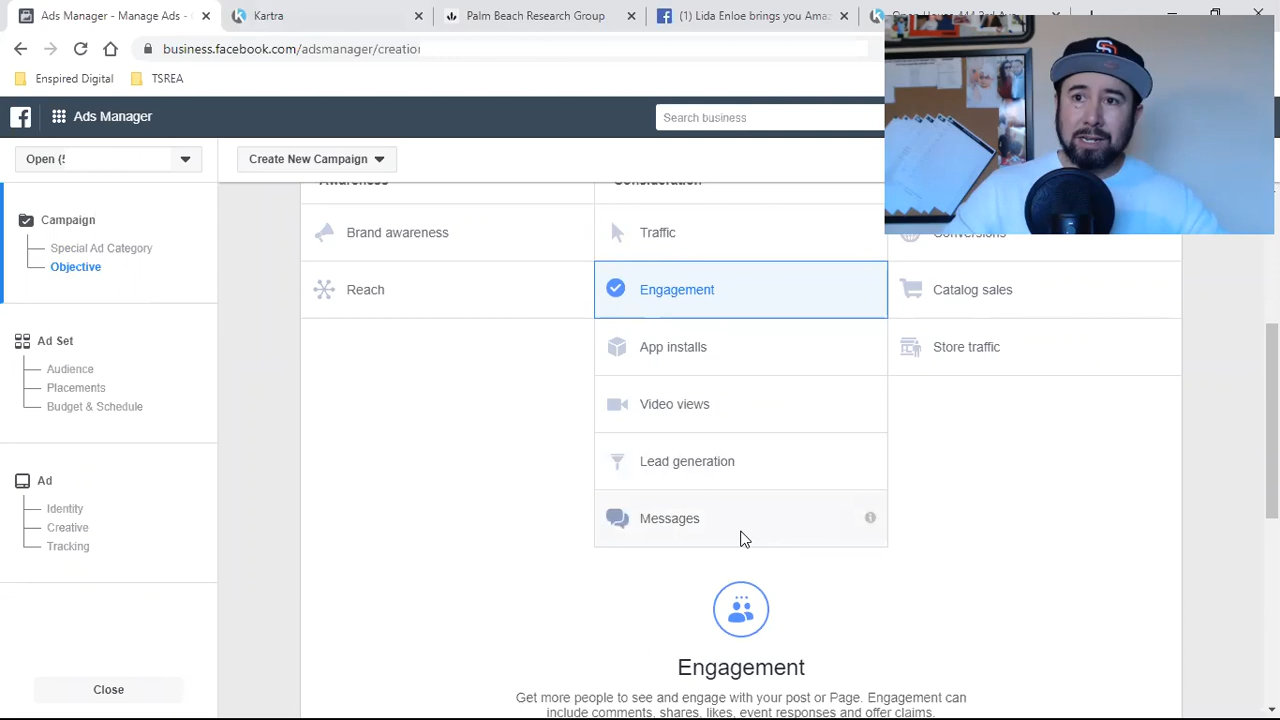 Ads Manager - Manage Ads -
Kartra
Palm Beach Research Group
(1) Lida Enloe brings you Ama
business.facebook.com/adsmanager/creation
Enspired Digital
TSREA
Ads Manager
Search business
Open (
Create New Campaign
Campaign
Special Ad Category
Objective
Ad Set
Audience
Placements
Budget & Schedule
Ad
Identity
Creative
Tracking
Close
Awareness
Consideration
Brand awareness
Traffic
Conversions
Reach
Engagement
Catalog sales
App installs
Store traffic
Video views
Lead generation
Messages
Engagement
Get more people to see and engage with your post or Page. Engagement can
include comments, shares, likes, event responses and offer claims.